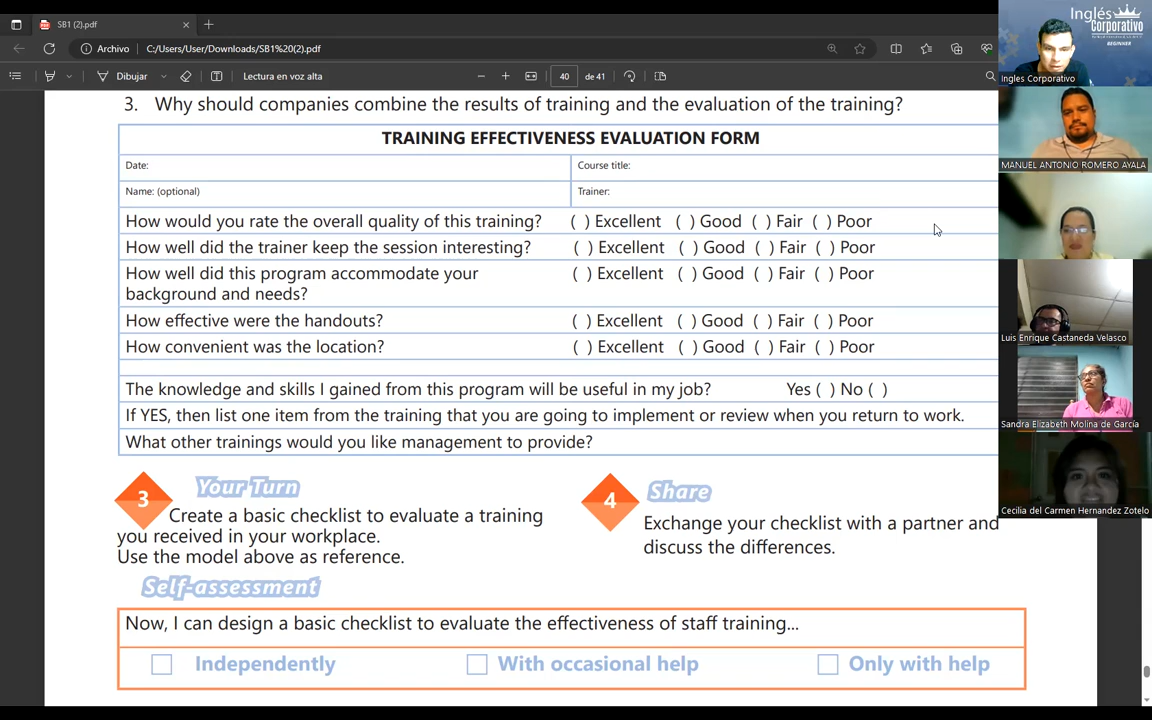 SB1 (2).pdf
Archivo
C:/Users/User/Downloads/SB1%20(2).pdf
Dibujar
Lectura en voz alta
40
de 41
3. Why should companies combine the results of training and the evaluation of the training?
TRAINING EFFECTIVENESS EVALUATION FORM
Date:
Course title:
Name: (optional)
Trainer:
How would you rate the overall quality of this training? ( ) Excellent ( ) Good ( ) Fair ( ) Poor
How well did the trainer keep the session interesting? ( ) Excellent ( ) Good ( ) Fair ( ) Poor
How well did this program accommodate your ( ) Excellent ( ) Good ( ) Fair ( ) Poor
background and needs?
How effective were the handouts? ( ) Excellent ( ) Good ( ) Fair ( ) Poor
How convenient was the location? ( ) Excellent ( ) Good ( ) Fair ( ) Poor
The knowledge and skills I gained from this program will be useful in my job? Yes ( ) No ( )
If YES, then list one item from the training that you are going to implement or review when you return to work.
What other trainings would you like management to provide?
3 Your Turn
Create a basic checklist to evaluate a training
you received in your workplace.
Use the model above as reference.
4 Share
Exchange your checklist with a partner and
discuss the differences.
Self-assessment
Now, I can design a basic checklist to evaluate the effectiveness of staff training...
Independently
With occasional help
Only with help
Inglés
Corporativo
BEGINNER
Ingles Corporativo
MANUEL ANTONIO ROMERO AYALA
Luis Enrique Castaneda Velasco
Sandra Elizabeth Molina de García
Cecilia del Carmen Hernandez Zotelo